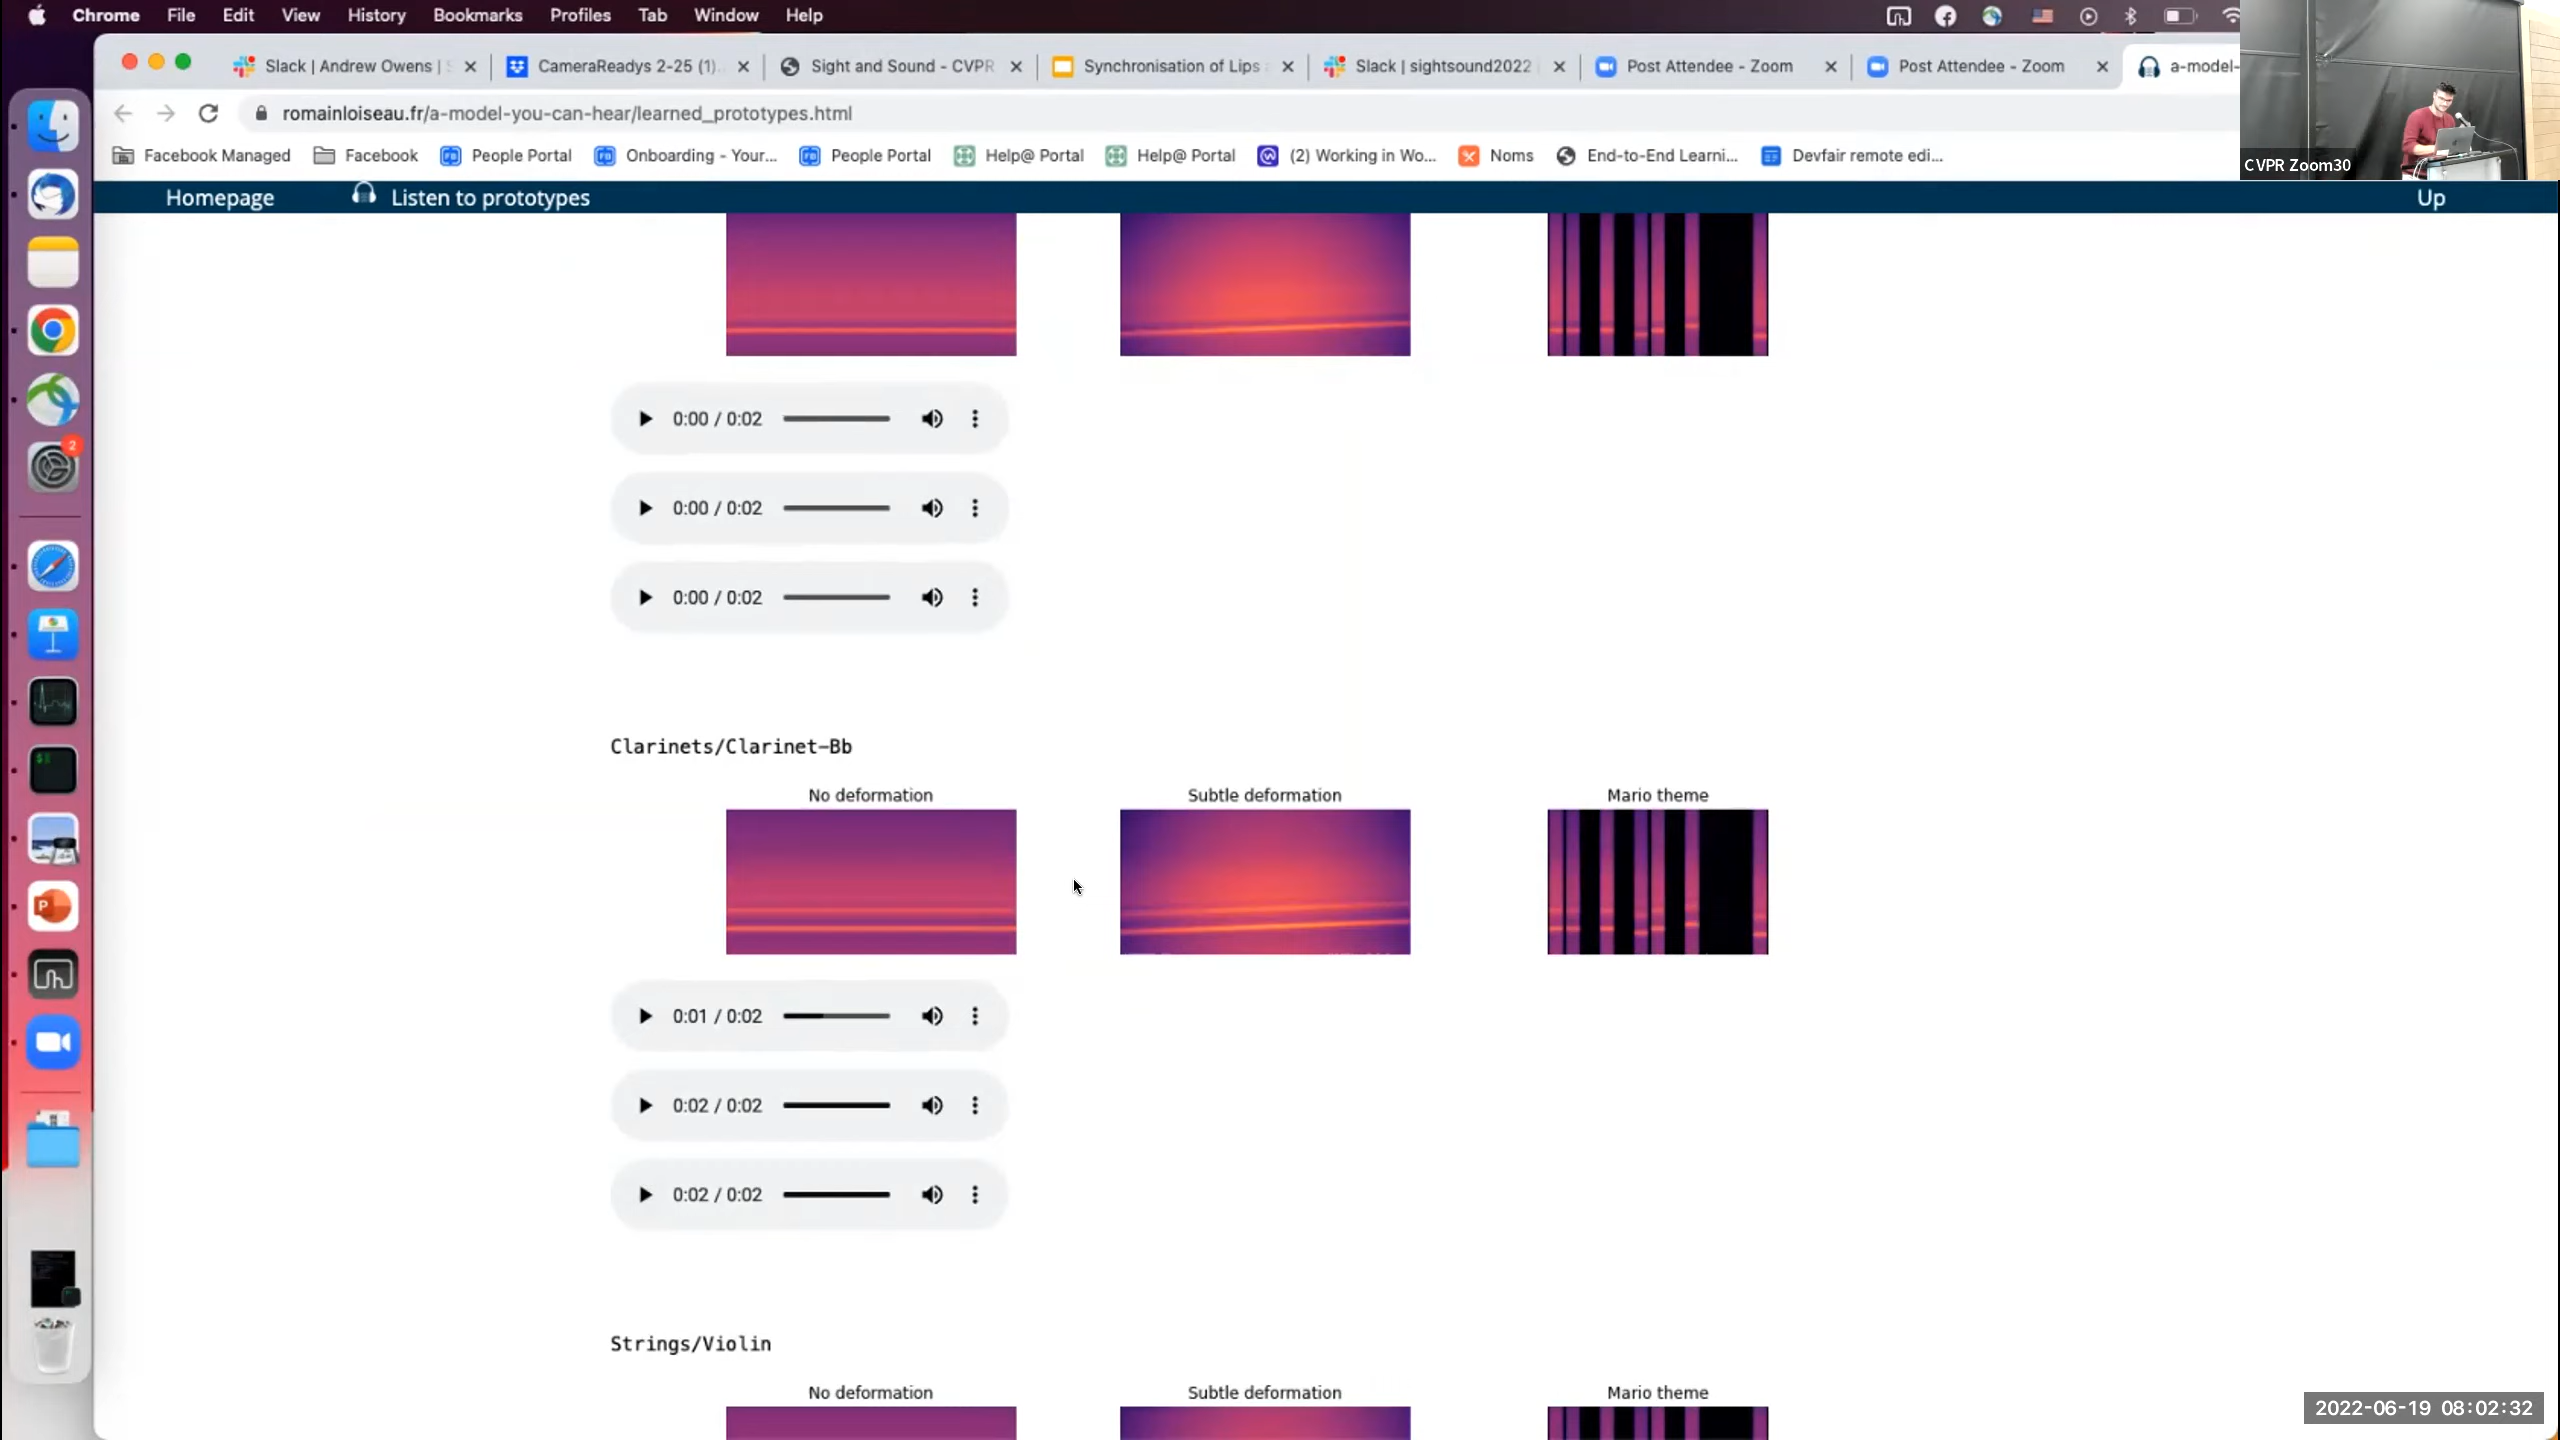 Chrome File Edit View History Bookmarks Profiles Tab Window Help
Slack | Andrew Owens | CameraReadys 2-25 (1). Sight and Sound - CVPR Synchronisation of Lips Slack | sightsound2022 Post Attendee - Zoom Post Attendee - Zoom a-model-
romainloiseau.fr/a-model-you-can-hear/learned_prototypes.html
Facebook Managed Facebook People Portal Onboarding - Your... People Portal Help@ Portal Help@ Portal (2) Working in Wo... Noms End-to-End Learni... Devfair remote edi...
CVPR Zoom30
Homepage Listen to prototypes Up
2
0:00 / 0:02
0:00 / 0:02
0:00 / 0:02
Clarinets/Clarinet-Bb
No deformation Subtle deformation Mario theme
0:01 / 0:02
0:02 / 0:02
0:02 / 0:02
Strings/Violin
No deformation Subtle deformation Mario theme
2022-06-19 08:02:32